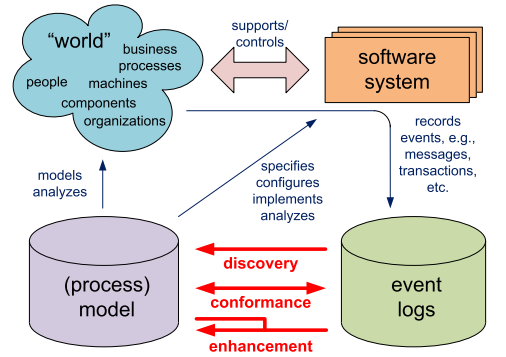 "world"
business
processes
people
machines
components
organizations
supports/
controls
software
system
records
events, e.g.,
messages,
transactions,
etc.
models
analyzes
specifies
configures
implements
analyzes
(process)
model
discovery
conformance
enhancement
event
logs